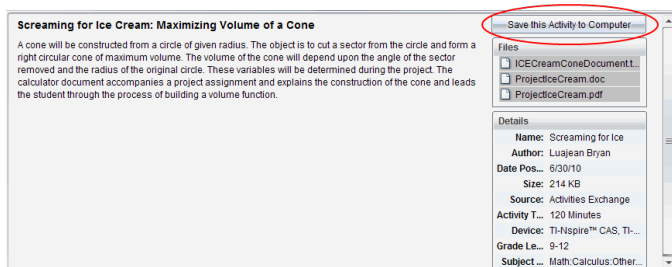 Screaming for Ice Cream: Maximizing Volume of a Cone
A cone will be constructed from a circle of given radius. The object is to cut a sector from the circle and form a
right circular cone of maximum volume. The volume of the cone will depend upon the angle of the sector
removed and the radius of the original circle. These variables will be determined during the project. The
calculator document accompanies a project assignment and explains the construction of the cone and leads
the student through the process of building a volume function.
Save this Activity to Computer
Files
ICECreamConeDocument.t...
ProjectIceCream.doc
ProjectIceCream.pdf
Details
Name: Screaming for Ice
Author: Luajean Bryan
Date Pos... 6/30/10
Size: 214 KB
Source: Activities Exchange
Activity T... 120 Minutes
Device: TI-Nspire™ CAS, TI-...
Grade Le... 9-12
Subject ... Math:Calculus:Other...